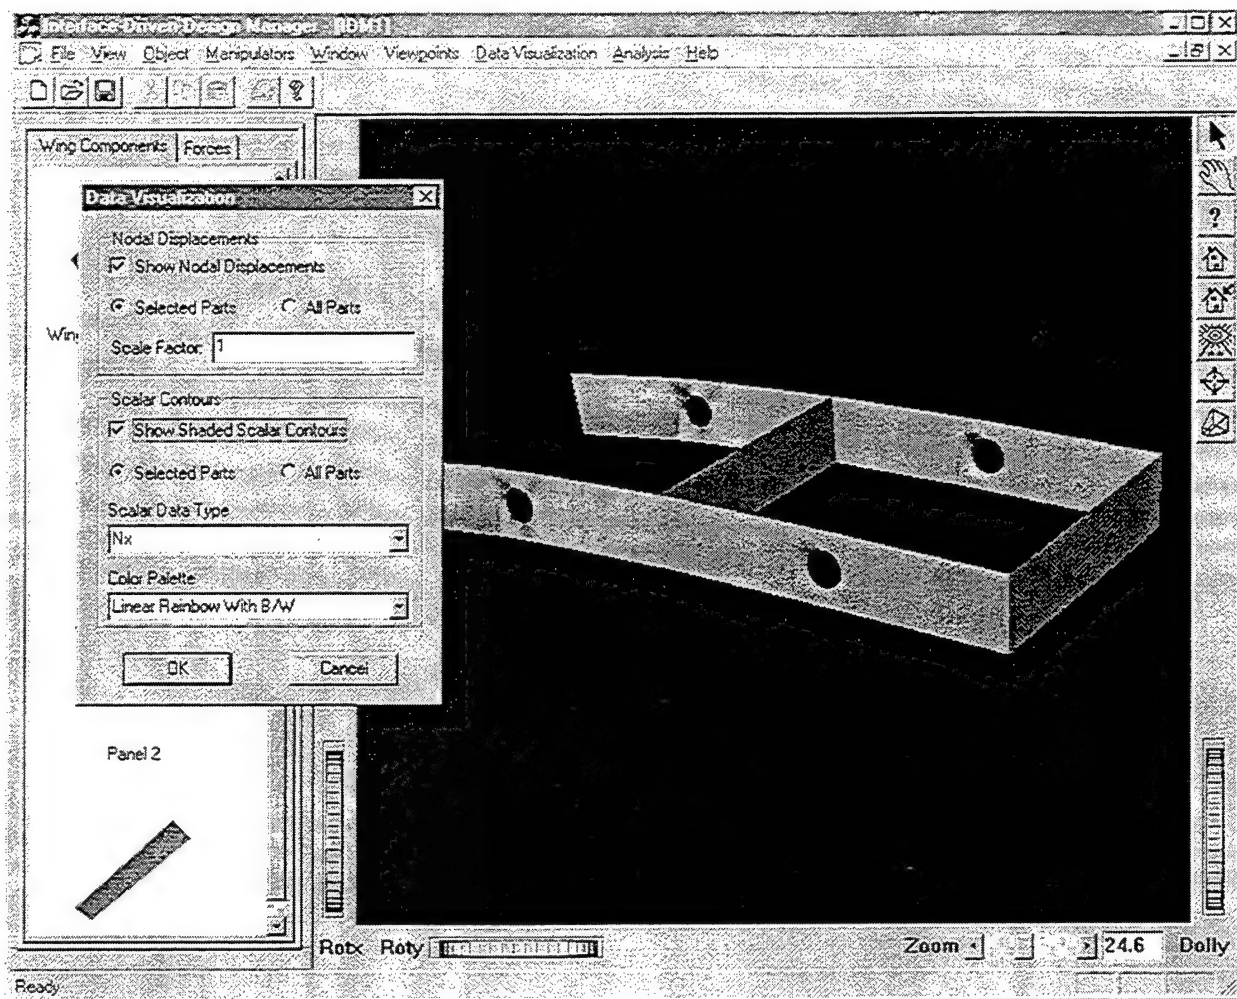 Interface-Driven Design Manager - [IDM1]
File View Object Manipulators Window Viewpoints Data Visualization Analysis Help
Wing Components Forces
Data Visualization
Nodal Displacements
Show Nodal Displacements
Selected Parts All Parts
Wing
Scale Factor: 1
Scalar Contours
Show Shaded Scalar Contours
Selected Parts All Parts
Scalar Data Type
Nx
Color Palette
Linear Rainbow With B/W
OK Cancel
Panel 2
Rotx Roty Zoom 24.6 Dolly
Ready